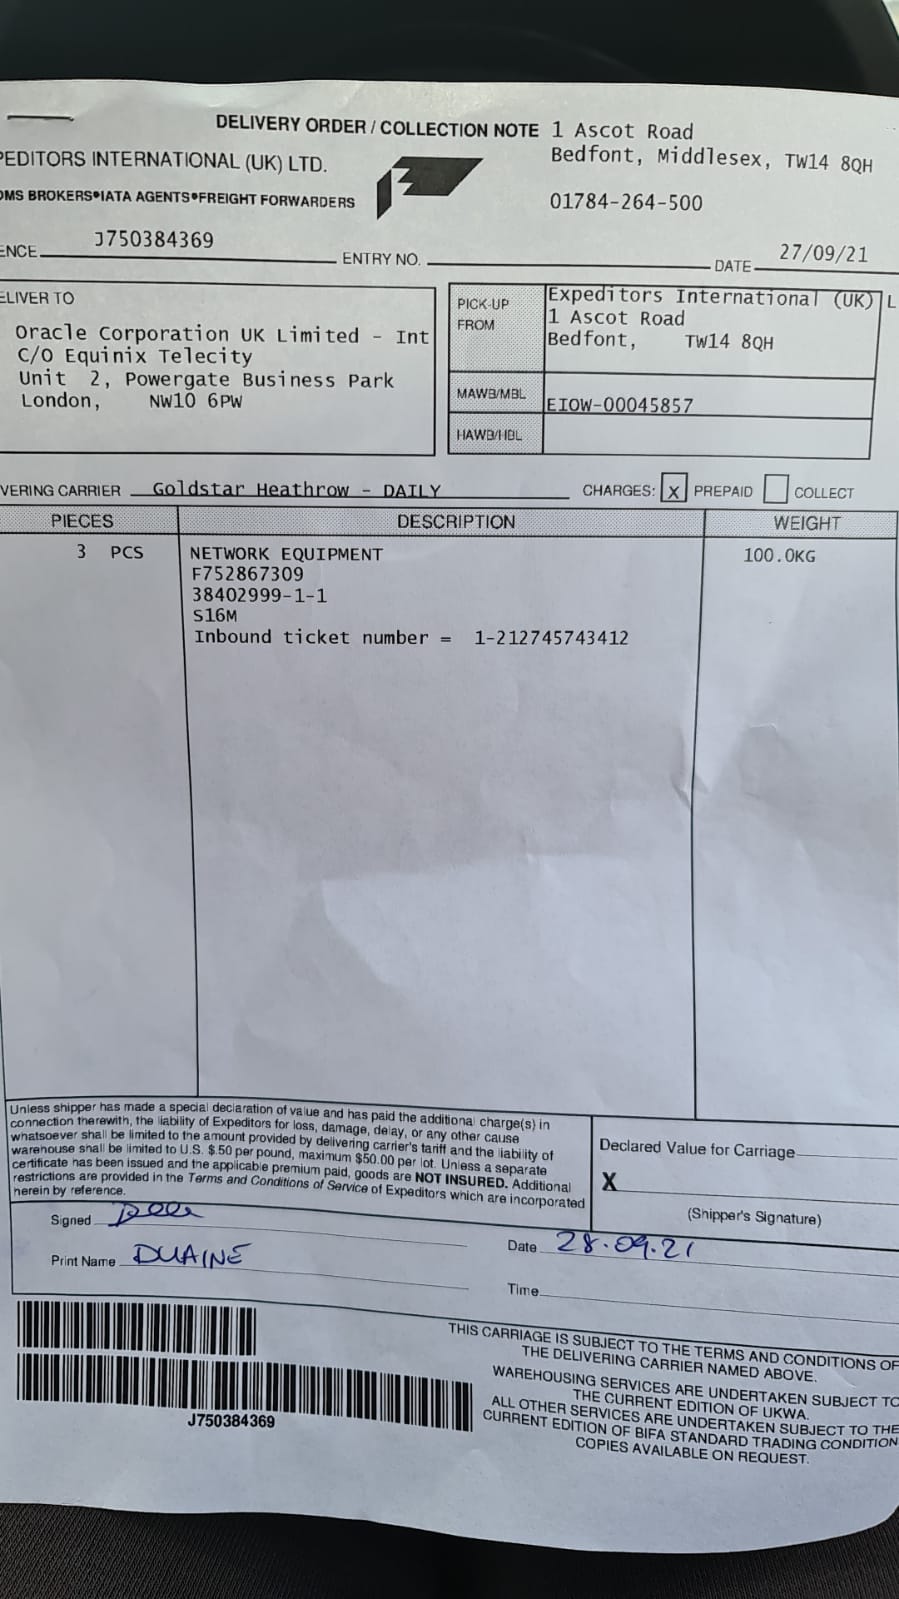 DELIVERY ORDER / COLLECTION NOTE
1 Ascot Road
Bedfont, Middlesex, TW14 8QH
01784-264-500
PEDITORS INTERNATIONAL (UK) LTD.
OMS BROKERS•IATA AGENTS•FREIGHT FORWARDERS
ENCE J750384369 ENTRY NO. DATE 27/09/21
ELIVER TO
Oracle Corporation UK Limited - Int
C/O Equinix Telecity
Unit 2, Powergate Business Park
London, NW10 6PW
PICK-UP FROM
Expeditors International (UK) L
1 Ascot Road
Bedfont, TW14 8QH
MAWB/MBL EIOW-00045857
HAWB/HBL
VERING CARRIER Goldstar Heathrow - DAILY CHARGES: X PREPAID COLLECT
PIECES DESCRIPTION WEIGHT
3 PCS NETWORK EQUIPMENT 100.0KG
F752867309
38402999-1-1
S16M
Inbound ticket number = 1-212745743412
Unless shipper has made a special declaration of value and has paid the additional charge(s) in
connection therewith, the liability of Expeditors for loss, damage, delay, or any other cause
whatsoever shall be limited to the amount provided by delivering carrier's tariff and the liability of
warehouse shall be limited to U.S. $.50 per pound, maximum $50.00 per lot. Unless a separate
certificate has been issued and the applicable premium paid, goods are NOT INSURED. Additional
restrictions are provided in the Terms and Conditions of Service of Expeditors which are incorporated
herein by reference.
Declared Value for Carriage
X
(Shipper's Signature)
Signed
Print Name DUAINE
Date 28.09.21
Time
J750384369
THIS CARRIAGE IS SUBJECT TO THE TERMS AND CONDITIONS OF
THE DELIVERING CARRIER NAMED ABOVE.
WAREHOUSING SERVICES ARE UNDERTAKEN SUBJECT TO
THE CURRENT EDITION OF UKWA.
ALL OTHER SERVICES ARE UNDERTAKEN SUBJECT TO THE
CURRENT EDITION OF BIFA STANDARD TRADING CONDITION
COPIES AVAILABLE ON REQUEST.